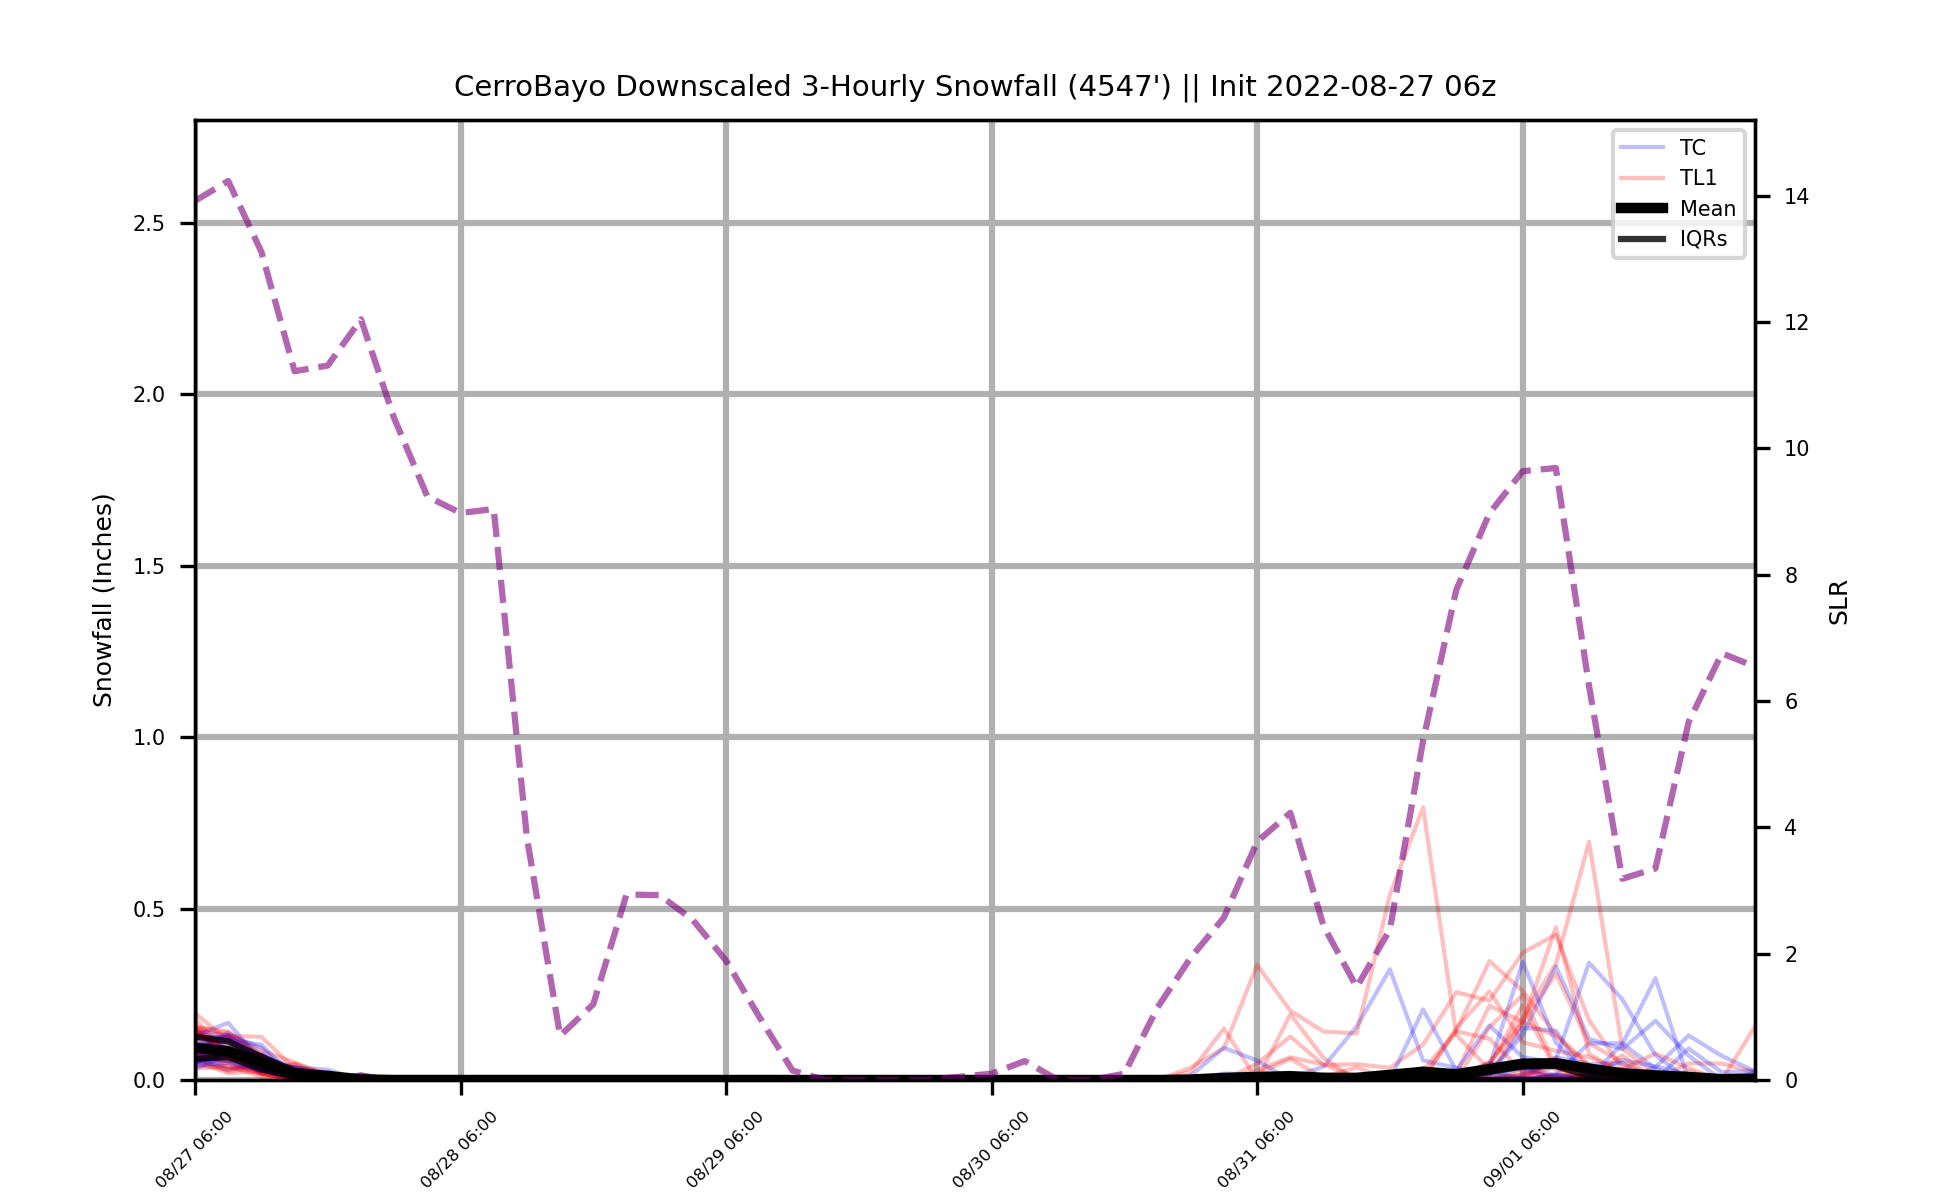 CerroBayo Downscaled 3-Hourly Snowfall (4547') || Init 2022-08-27 06z
TC
TL1
Mean
IQRs
Snowfall (Inches)
2.5
2.0
1.5
1.0
0.5
0.0
14
12
10
8
6
4
2
0
SLR
08/27 06:00
08/28 06:00
08/29 06:00
08/30 06:00
08/31 06:00
09/01 06:00